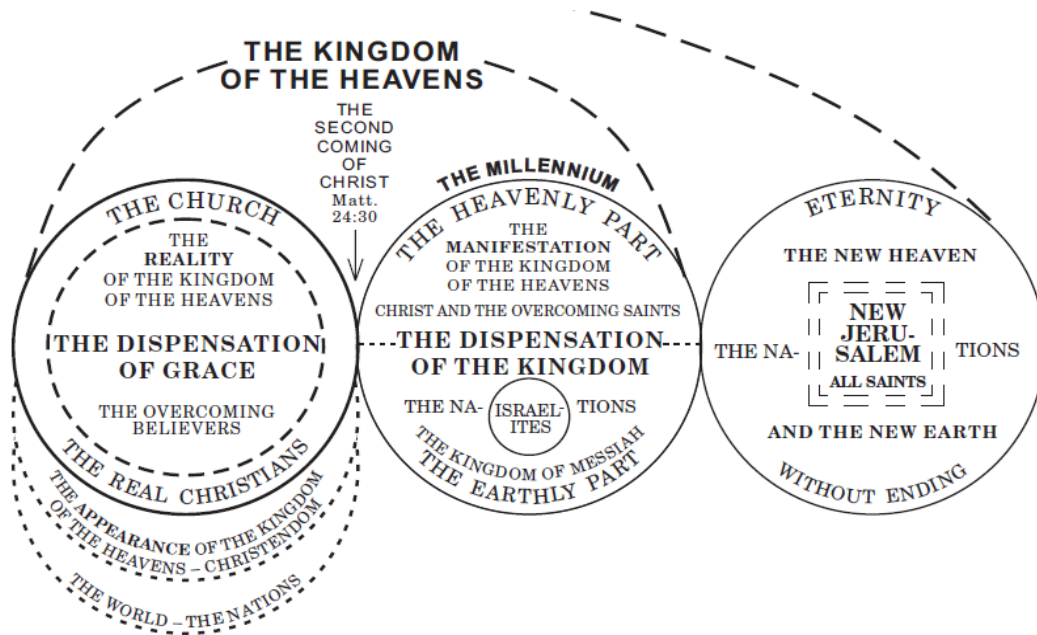 THE KINGDOM
OF THE HEAVENS
THE
SECOND
COMING
OF
CHRIST
Matt.
24:30
THE CHURCH
THE
REALITY
OF THE KINGDOM
OF THE HEAVENS
THE DISPENSATION
OF GRACE
THE OVERCOMING
BELIEVERS
THE REAL CHRISTIANS
THE APPEARANCE OF THE KINGDOM
OF THE HEAVENS – CHRISTENDOM
THE WORLD – THE NATIONS
THE MILLENNIUM
THE HEAVENLY PART
THE
MANIFESTATION
OF THE KINGDOM
OF THE HEAVENS
CHRIST AND THE OVERCOMING SAINTS
THE DISPENSATION
OF THE KINGDOM
THE NA- TIONS
ISRAEL-
ITES
THE KINGDOM OF MESSIAH
THE EARTHLY PART
ETERNITY
THE NEW HEAVEN
NEW
JERU-
SALEM
THE NA- TIONS
ALL SAINTS
AND THE NEW EARTH
WITHOUT ENDING